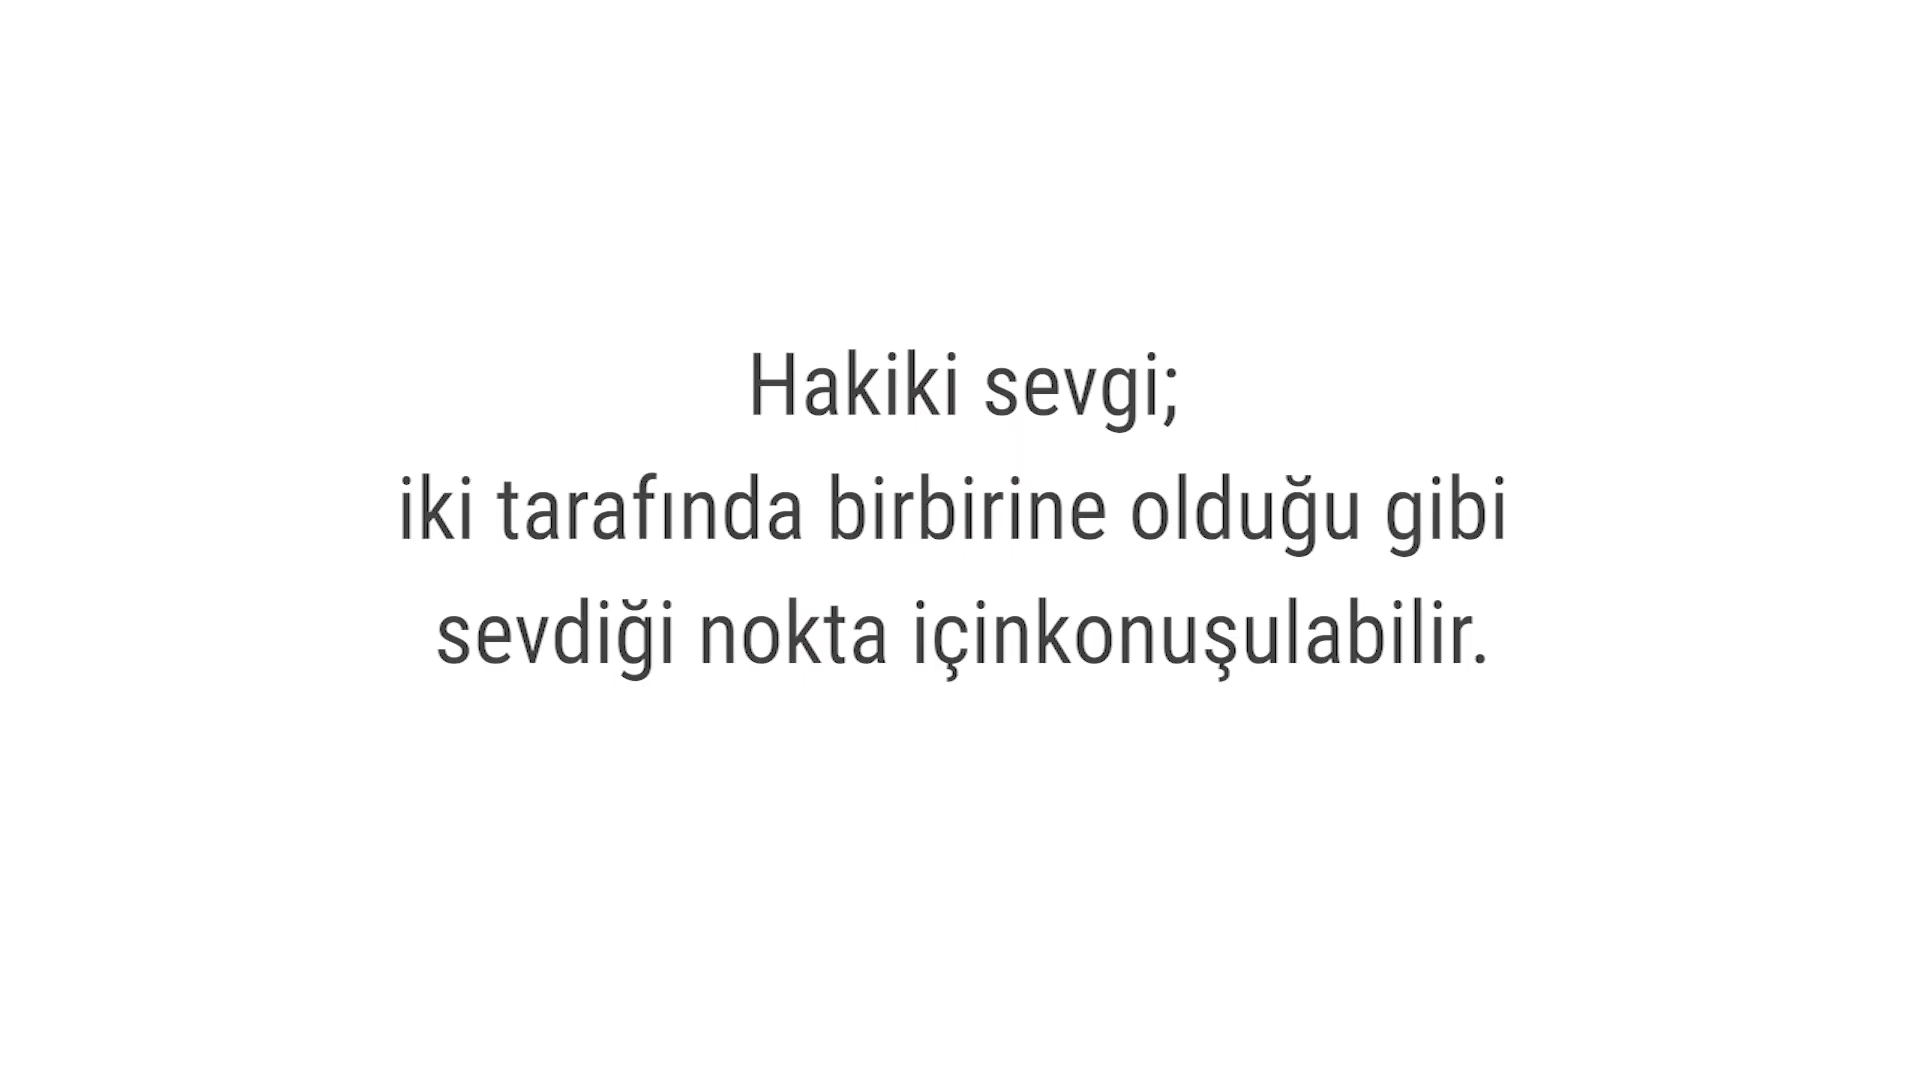 Hakiki sevgi;
iki tarafında birbirine olduğu gibi
sevdiği nokta içinkonuşulabilir.